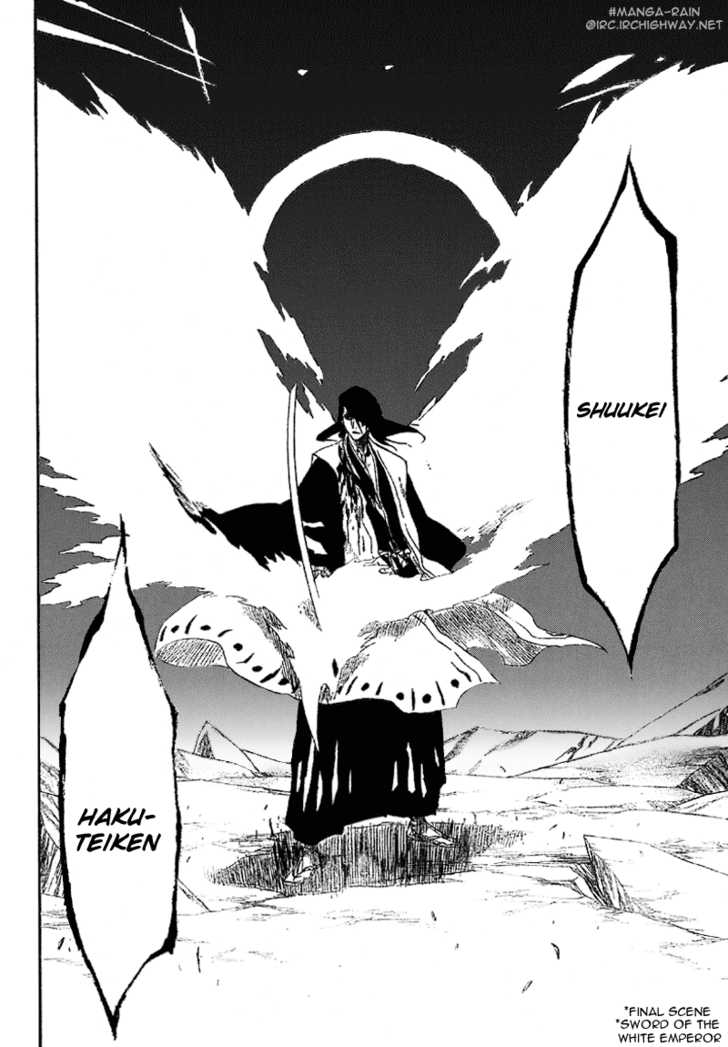 #MANGA-RAIN
@IRC.IRCHIGHWAY.NET
SHUUKEI
HAKU-
TEIKEN
*FINAL SCENE
*SWORD OF THE
WHITE EMPEROR